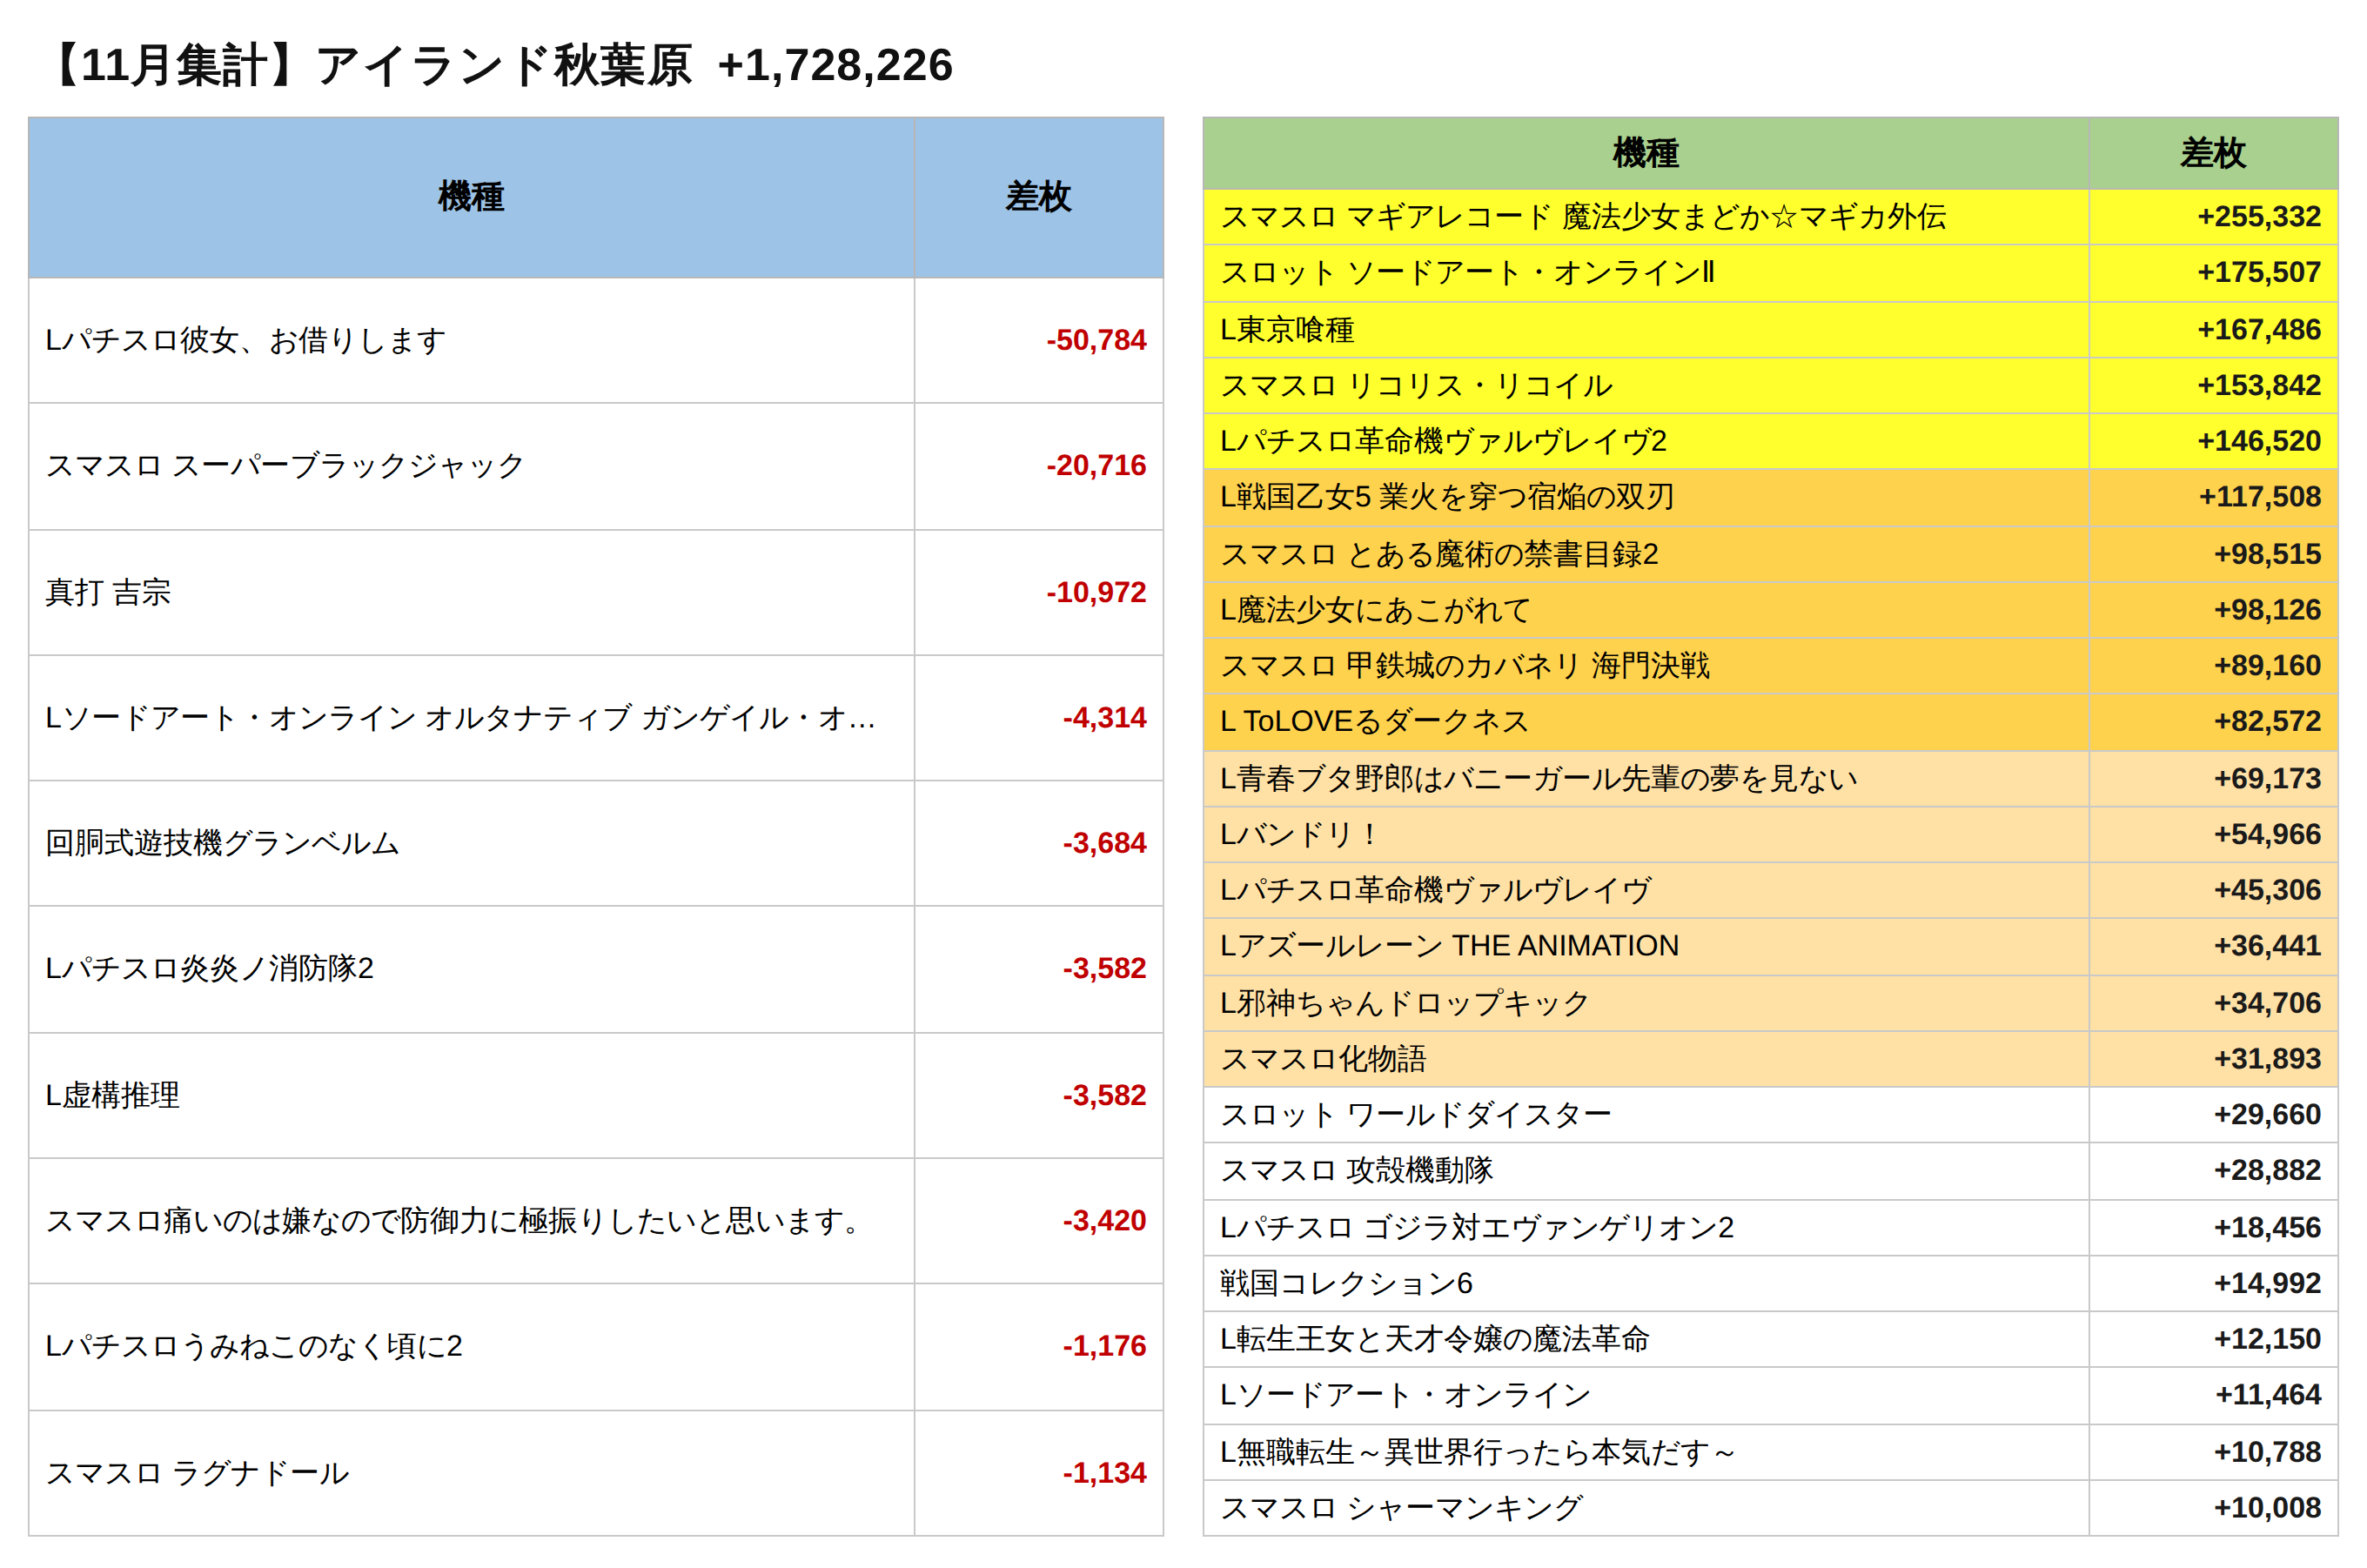 【11月集計】アイランド秋葉原 +1,728,226
機種 差枚
Lパチスロ彼女、お借りします -50,784
スマスロ スーパーブラックジャック -20,716
真打 吉宗 -10,972
Lソードアート・オンライン オルタナティブ ガンゲイル・オ… -4,314
回胴式遊技機グランベルム -3,684
Lパチスロ炎炎ノ消防隊2 -3,582
L虚構推理 -3,582
スマスロ痛いのは嫌なので防御力に極振りしたいと思います。 -3,420
Lパチスロうみねこのなく頃に2 -1,176
スマスロ ラグナドール -1,134
機種 差枚
スマスロ マギアレコード 魔法少女まどか☆マギカ外伝 +255,332
スロット ソードアート・オンラインⅡ +175,507
L東京喰種 +167,486
スマスロ リコリス・リコイル +153,842
Lパチスロ革命機ヴァルヴレイヴ2 +146,520
L戦国乙女5 業火を穿つ宿焔の双刃 +117,508
スマスロ とある魔術の禁書目録2 +98,515
L魔法少女にあこがれて +98,126
スマスロ 甲鉄城のカバネリ 海門決戦 +89,160
L ToLOVEるダークネス +82,572
L青春ブタ野郎はバニーガール先輩の夢を見ない +69,173
Lバンドリ！ +54,966
Lパチスロ革命機ヴァルヴレイヴ +45,306
Lアズールレーン THE ANIMATION +36,441
L邪神ちゃんドロップキック +34,706
スマスロ化物語 +31,893
スロット ワールドダイスター +29,660
スマスロ 攻殻機動隊 +28,882
Lパチスロ ゴジラ対エヴァンゲリオン2 +18,456
戦国コレクション6 +14,992
L転生王女と天才令嬢の魔法革命 +12,150
Lソードアート・オンライン +11,464
L無職転生～異世界行ったら本気だす～ +10,788
スマスロ シャーマンキング +10,008